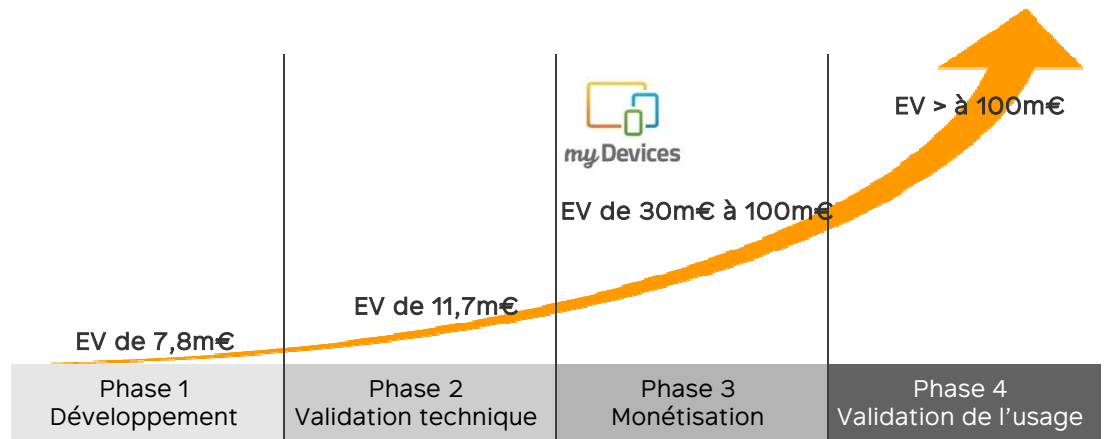 EV > à 100m€
myDevices
EV de 30m€ à 100m€
EV de 11,7m€
EV de 7,8m€
Phase 1
Développement
Phase 2
Validation technique
Phase 3
Monétisation
Phase 4
Validation de l'usage